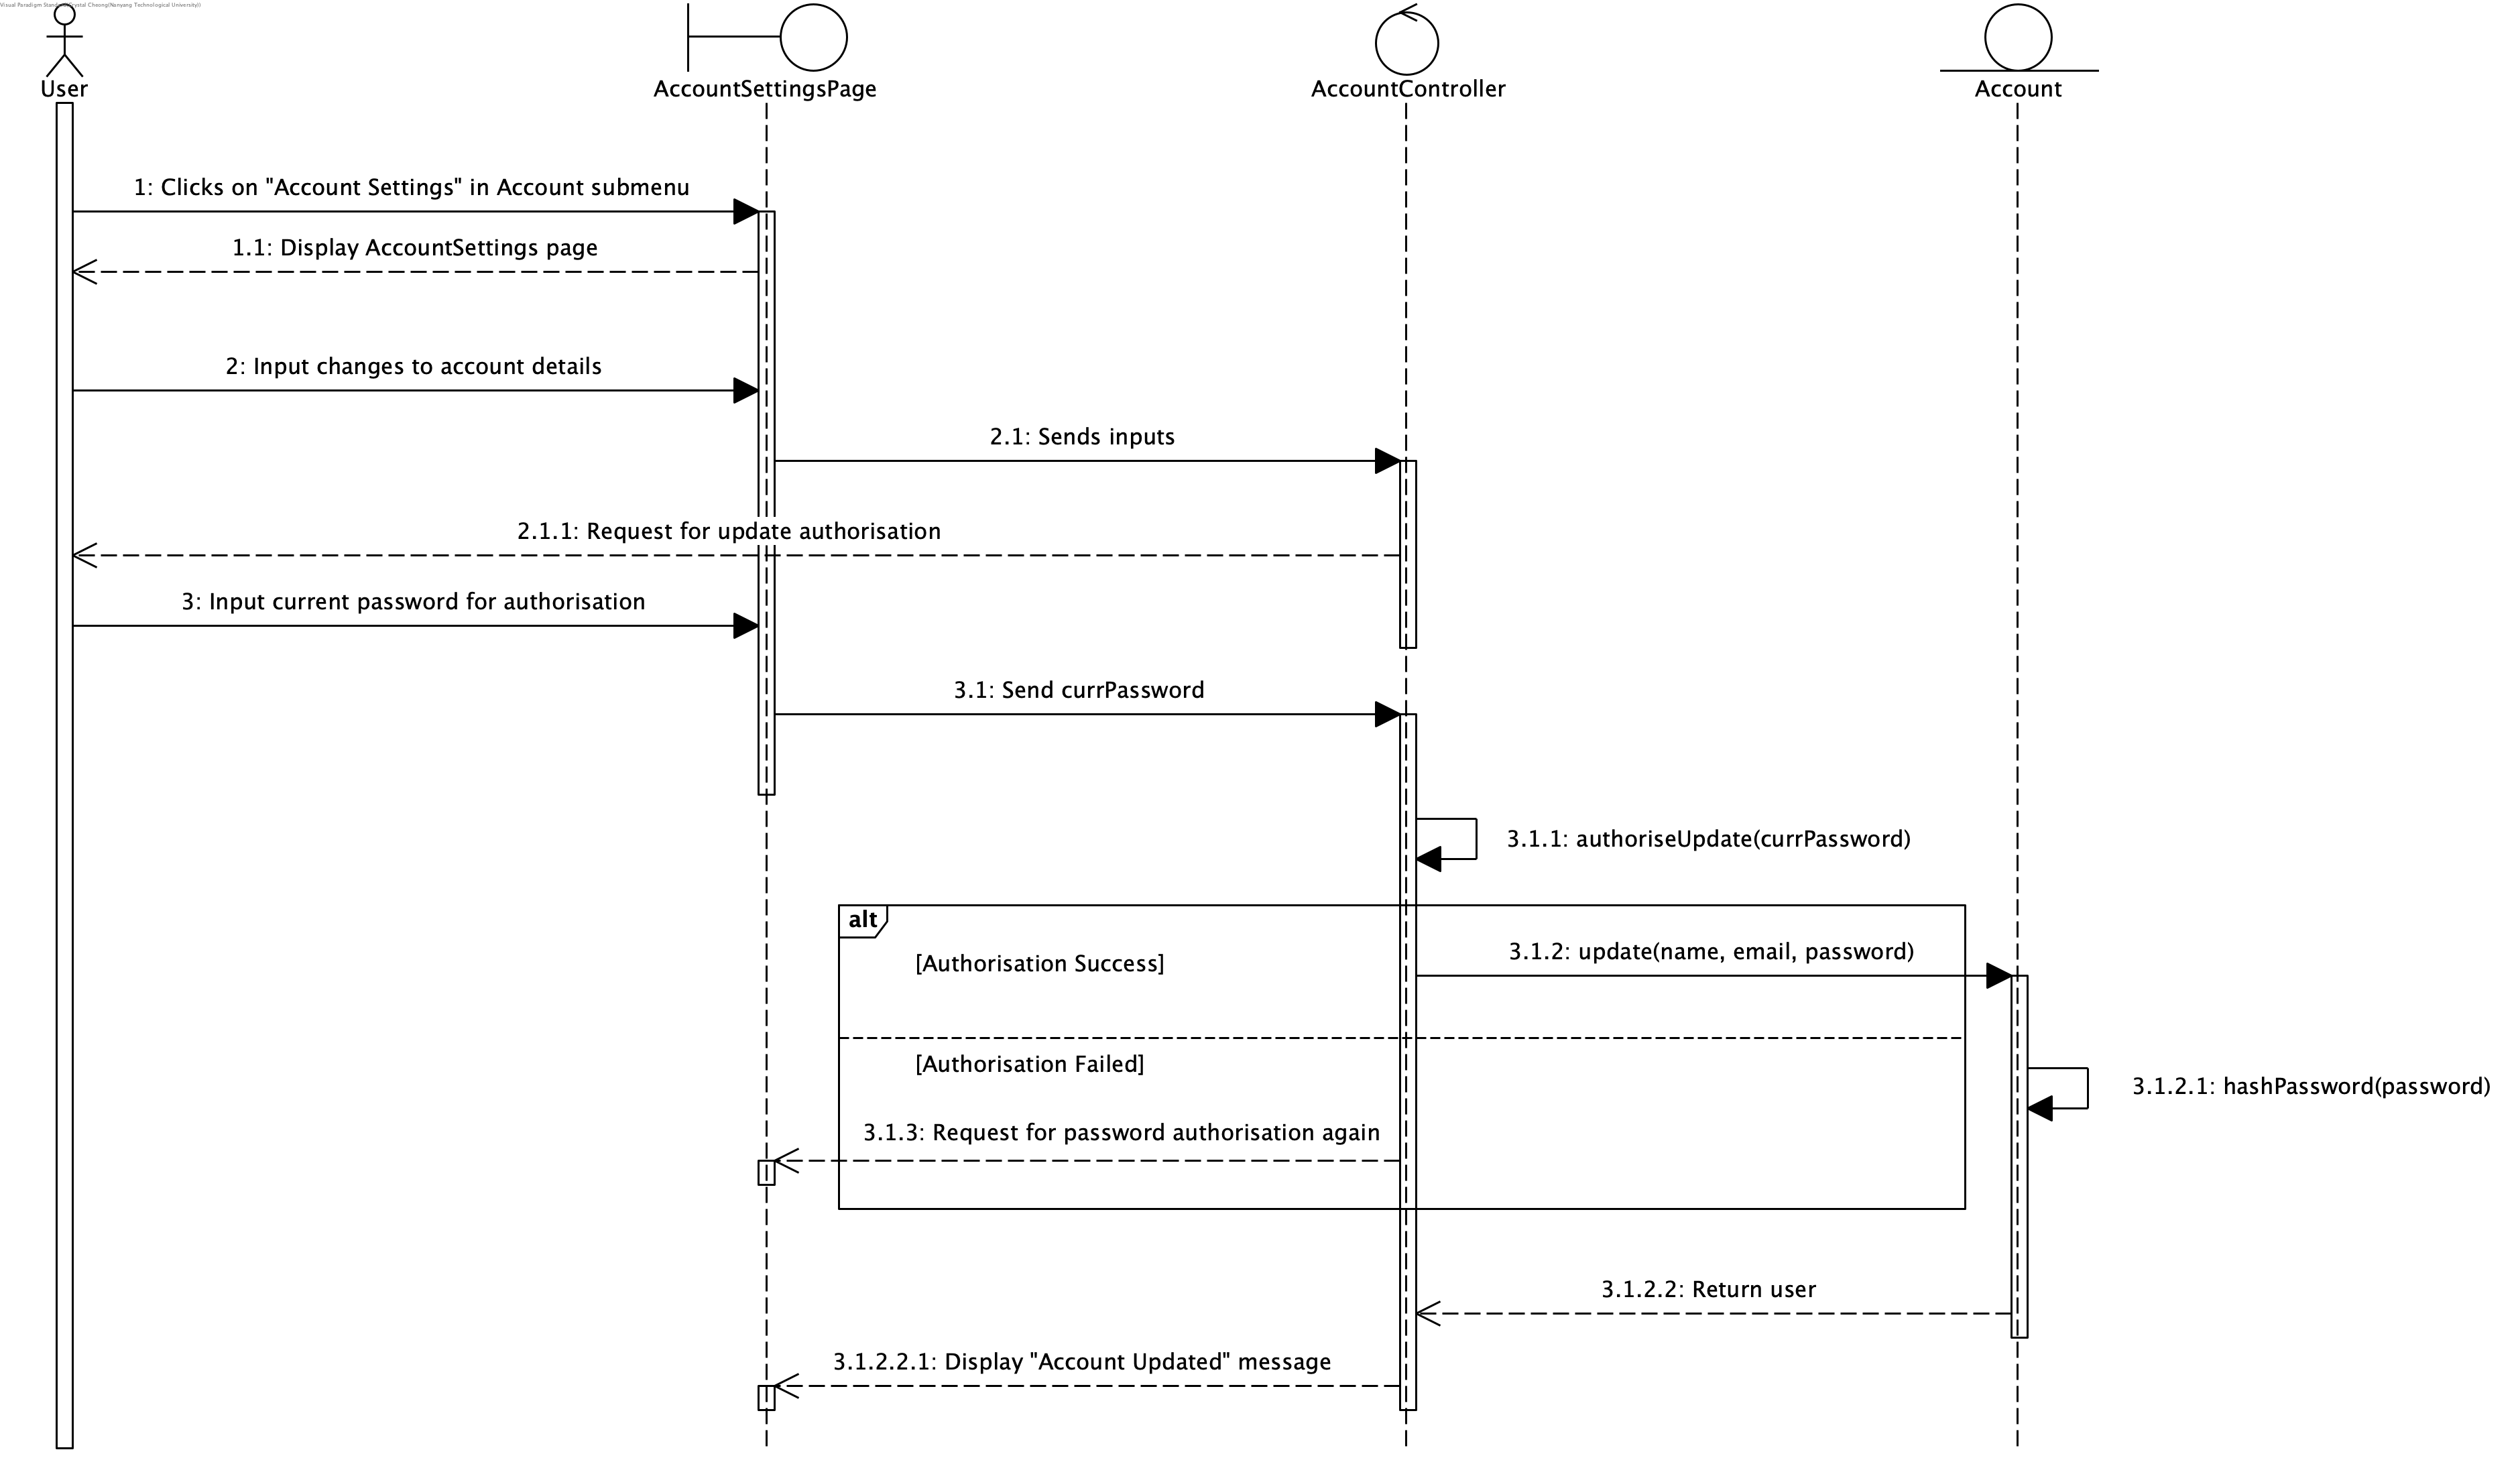 Visual Paradigm Standard(Crystal Cheong(Nanyang Technological University))
User
AccountSettingsPage
AccountController
Account
1: Clicks on "Account Settings" in Account submenu
1.1: Display AccountSettings page
2: Input changes to account details
2.1: Sends inputs
2.1.1: Request for update authorisation
3: Input current password for authorisation
3.1: Send currPassword
3.1.1: authoriseUpdate(currPassword)
alt
3.1.2: update(name, email, password)
[Authorisation Success]
[Authorisation Failed]
3.1.2.1: hashPassword(password)
3.1.3: Request for password authorisation again
3.1.2.2: Return user
3.1.2.2.1: Display "Account Updated" message